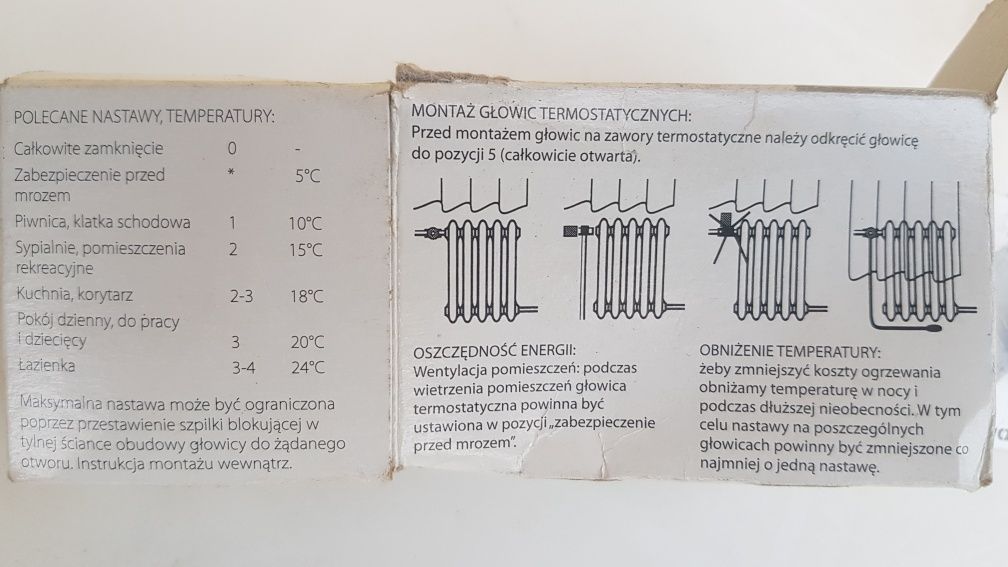 POLECANE NASTAWY, TEMPERATURY:
Całkowite zamknięcie 0 -
Zabezpieczenie przed * 5°C
mrozem
Piwnica, klatka schodowa 1 10°C
Sypialnie, pomieszczenia 2 15°C
rekreacyjne
Kuchnia, korytarz 2-3 18°C
Pokój dzienny, do pracy
i dziecięcy 3 20°C
Łazienka 3-4 24°C
Maksymalna nastawa może być ograniczona
poprzez przestawienie szpilki blokującej w
tylnej ściance obudowy głowicy do żądanego
otworu. Instrukcja montażu wewnątrz.
MONTAŻ GŁOWIC TERMOSTATYCZNYCH:
Przed montażem głowic na zawory termostatyczne należy odkręcić głowicę
do pozycji 5 (całkowicie otwarta).
OSZCZĘDNOŚĆ ENERGII:
Wentylacja pomieszczeń: podczas
wietrzenia pomieszczeń głowica
termostatyczna powinna być
ustawiona w pozycji „zabezpieczenie
przed mrozem”.
OBNIŻENIE TEMPERATURY:
żeby zmniejszyć koszty ogrzewania
obniżamy temperaturę w nocy i
podczas dłuższej nieobecności. W tym
celu nastawy na poszczególnych
głowicach powinny być zmniejszone co
najmniej o jedną nastawę.